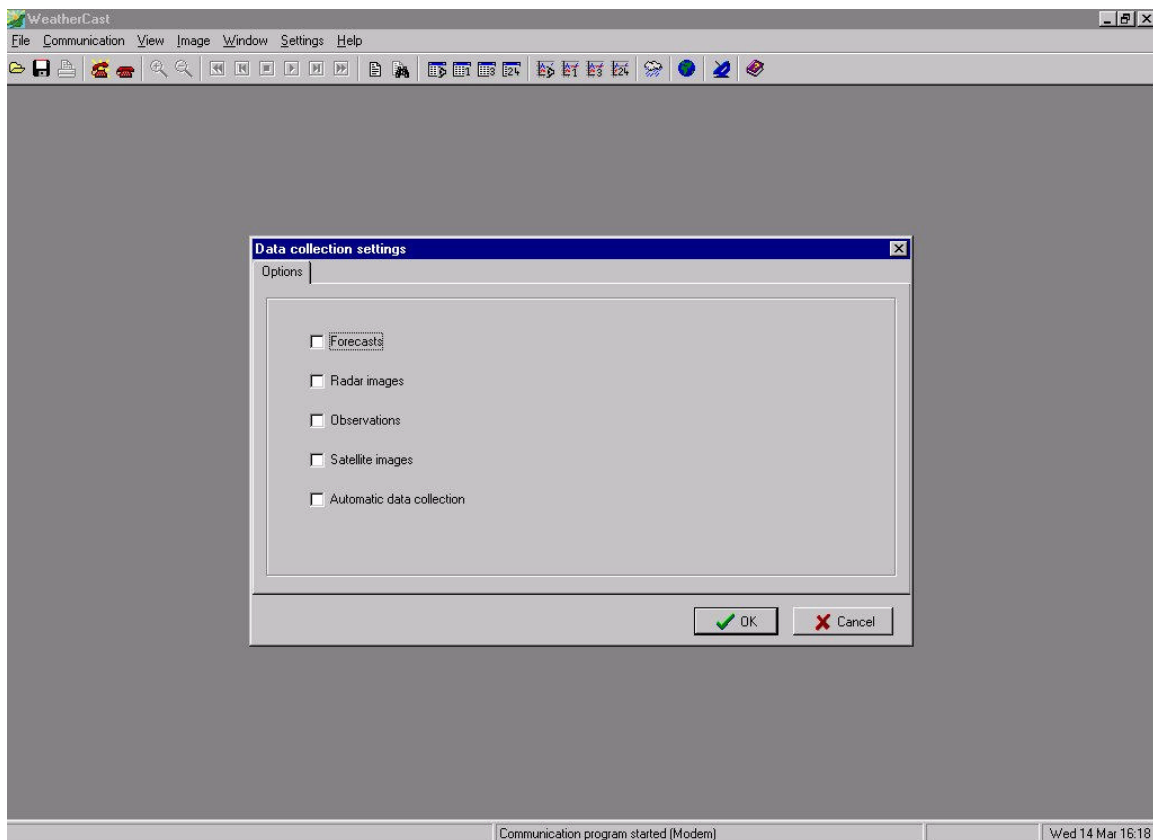 WeatherCast
File Communication View Image Window Settings Help
Data collection settings
Options
Forecasts
Radar images
Observations
Satellite images
Automatic data collection
OK Cancel
Communication program started (Modem) Wed 14 Mar 16:18